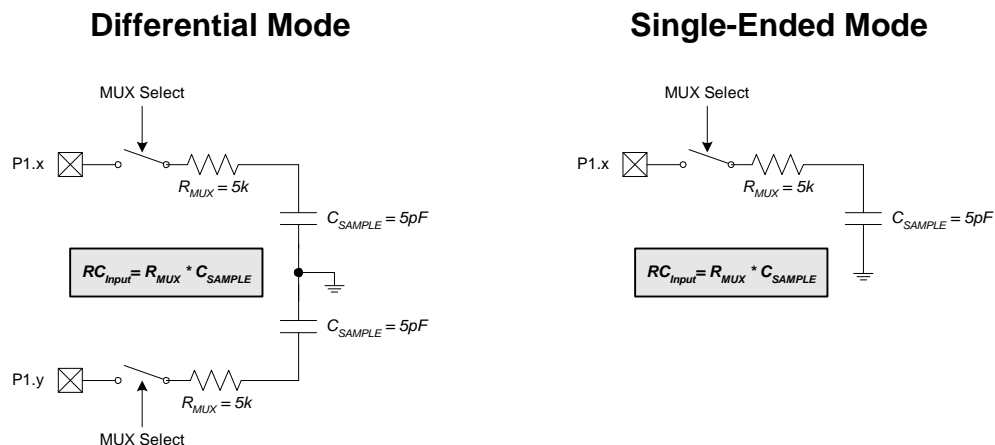 Differential Mode
MUX Select
P1.x
R_MUX = 5k
C_SAMPLE = 5pF
RC_Input= R_MUX * C_SAMPLE
C_SAMPLE = 5pF
P1.y
R_MUX = 5k
MUX Select
Single-Ended Mode
MUX Select
P1.x
R_MUX = 5k
C_SAMPLE = 5pF
RC_Input= R_MUX * C_SAMPLE